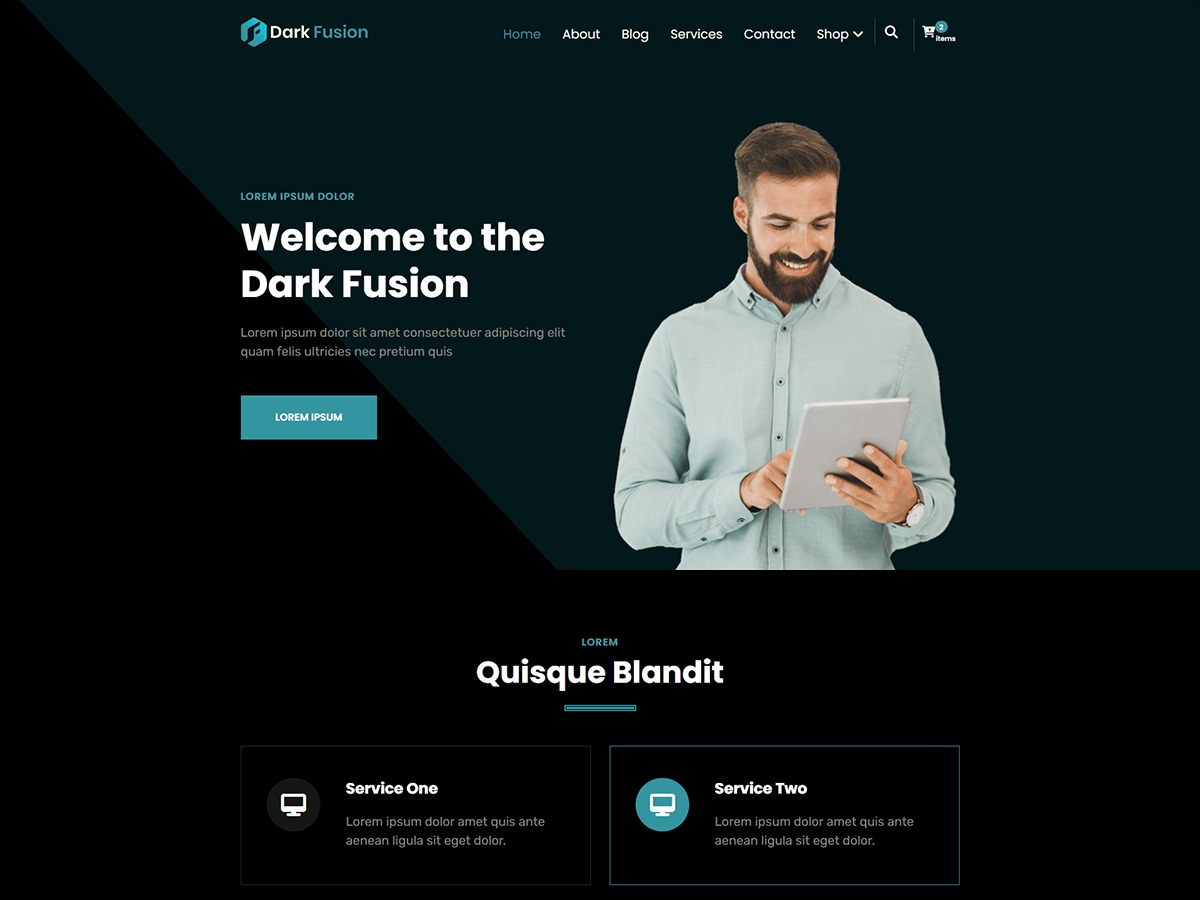 Dark Fusion
Home About Blog Services Contact Shop
2
items
LOREM IPSUM DOLOR
Welcome to the
Dark Fusion
Lorem ipsum dolor sit amet consectetuer adipiscing elit
quam felis ultricies nec pretium quis
LOREM IPSUM
LOREM
Quisque Blandit
Service One
Lorem ipsum dolor amet quis ante
aenean ligula sit eget dolor.
Service Two
Lorem ipsum dolor amet quis ante
aenean ligula sit eget dolor.